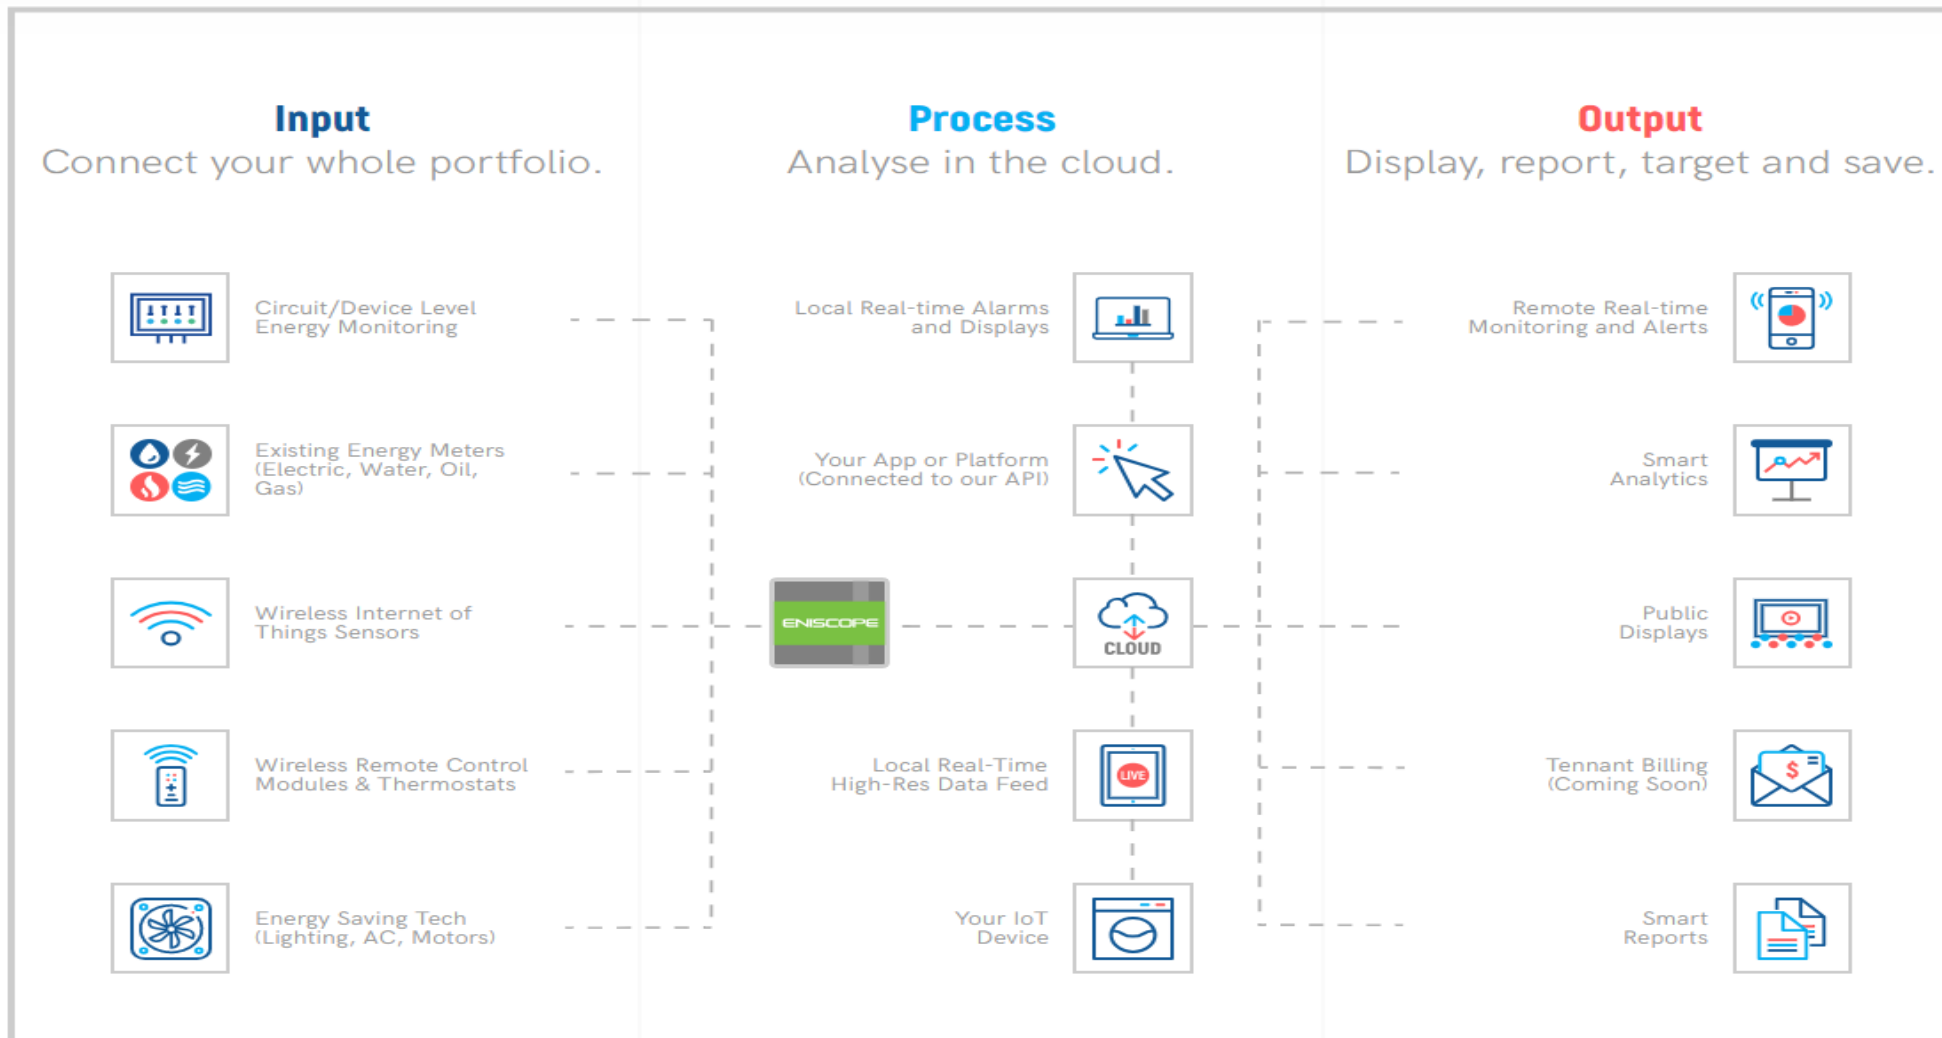 Input
Connect your whole portfolio.
Circuit/Device Level
Energy Monitoring
Existing Energy Meters
(Electric, Water, Oil,
Gas)
Wireless Internet of
Things Sensors
Wireless Remote Control
Modules & Thermostats
Energy Saving Tech
(Lighting, AC, Motors)
Process
Analyse in the cloud.
Local Real-time Alarms
and Displays
Your App or Platform
(Connected to our API)
ENISCOPE
CLOUD
Local Real-Time
High-Res Data Feed
LIVE
Your IoT
Device
Output
Display, report, target and save.
Remote Real-time
Monitoring and Alerts
Smart
Analytics
Public
Displays
Tennant Billing
(Coming Soon)
$
Smart
Reports